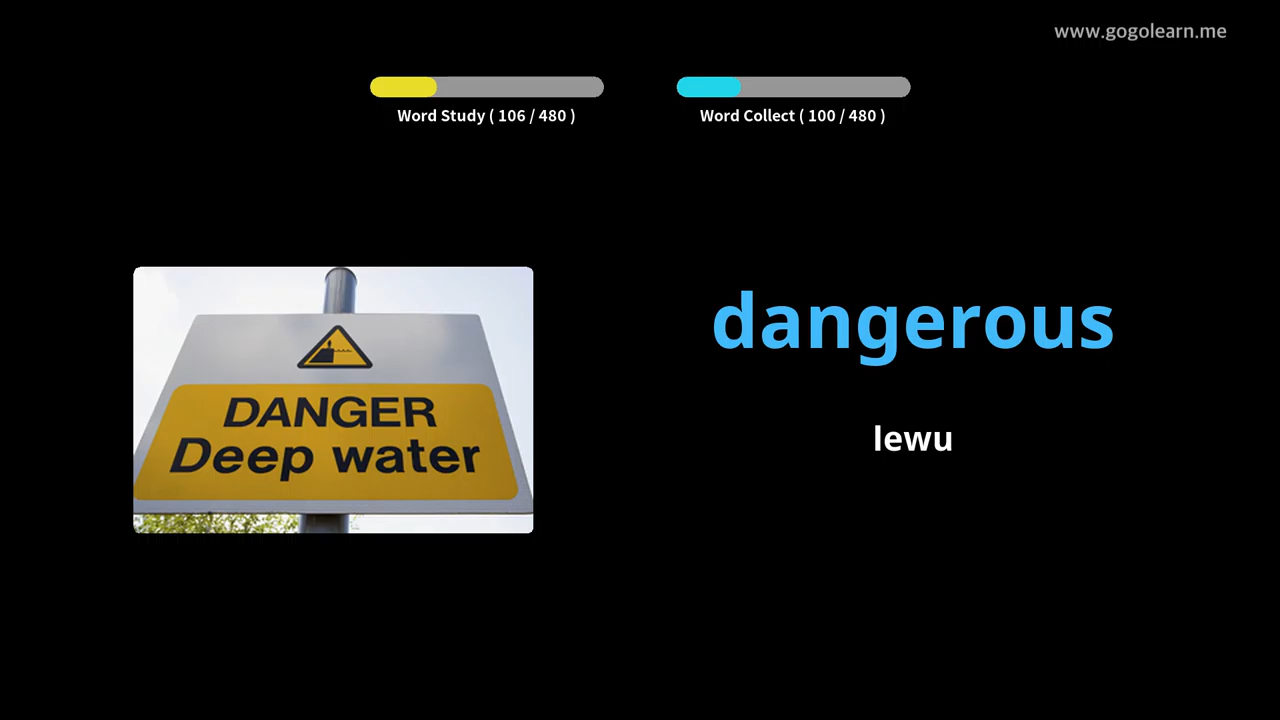 www.gogolearn.me
Word Study ( 106 / 480 )
Word Collect ( 100 / 480 )
DANGER
Deep water
dangerous
lewu